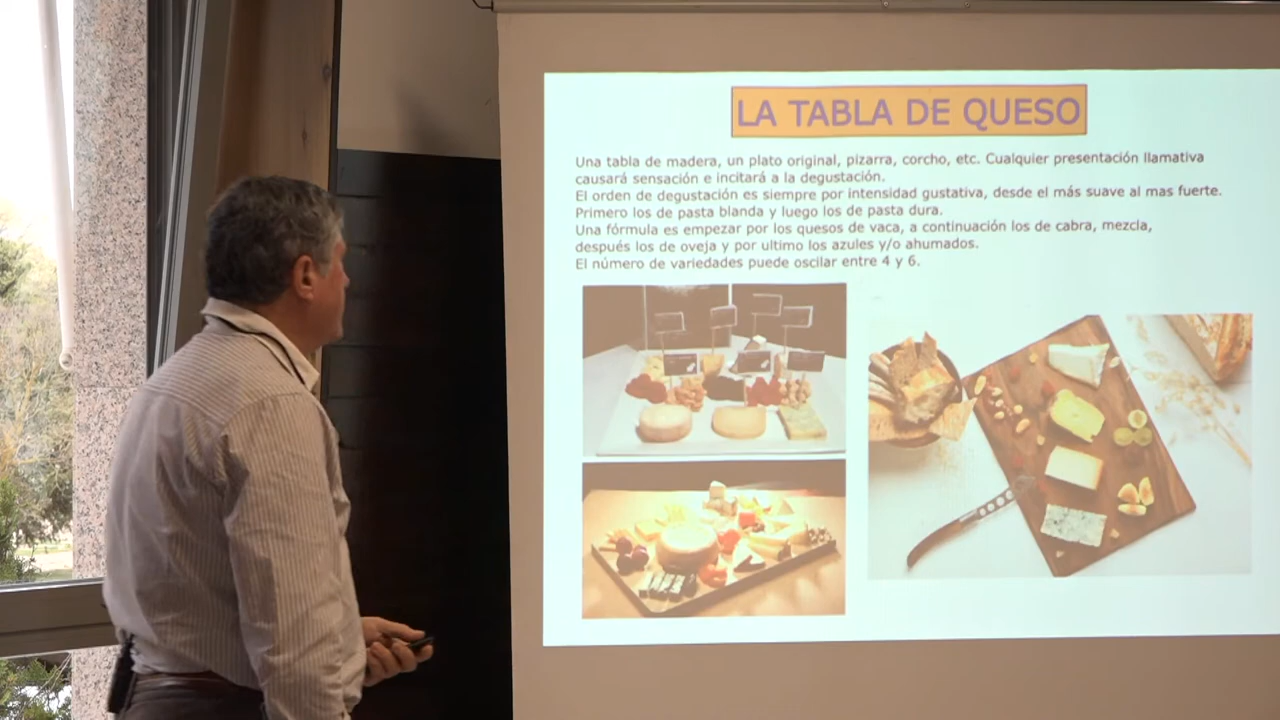 LA TABLA DE QUESO
Una tabla de madera, un plato original, pizarra, corcho, etc. Cualquier presentación llamativa
causará sensación e incitará a la degustación.
El orden de degustación es siempre por intensidad gustativa, desde el más suave al mas fuerte.
Primero los de pasta blanda y luego los de pasta dura.
Una fórmula es empezar por los quesos de vaca, a continuación los de cabra, mezcla,
después los de oveja y por ultimo los azules y/o ahumados.
El número de variedades puede oscilar entre 4 y 6.